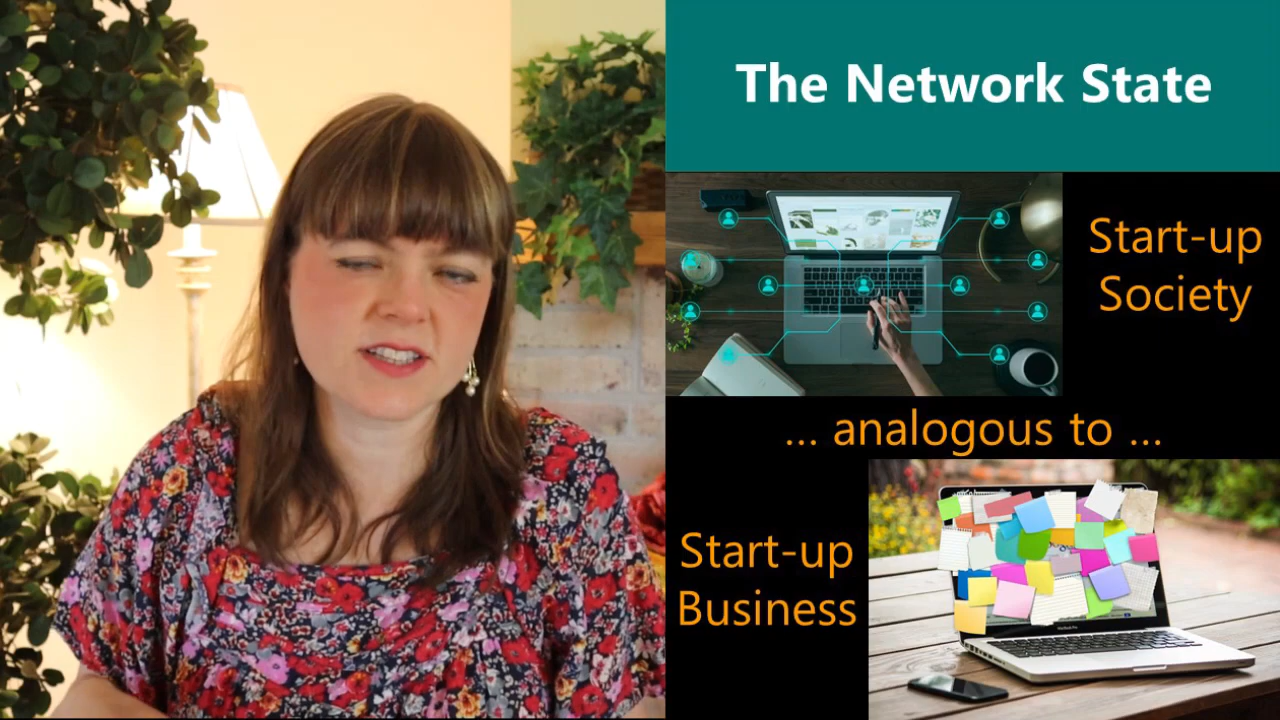 The Network State
Start-up
Society
... analogous to ...
Start-up
Business